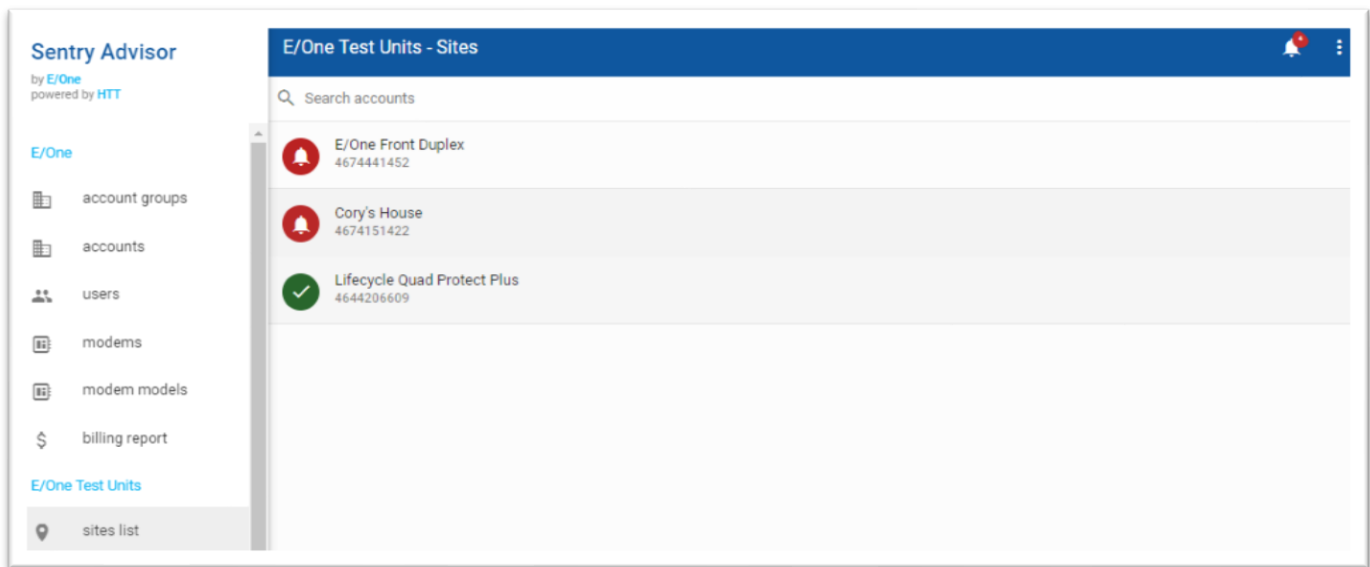 Sentry Advisor
by E/One
powered by HTT
E/One
account groups
accounts
users
modems
modem models
billing report
E/One Test Units
sites list
E/One Test Units - Sites
Search accounts
E/One Front Duplex
4674441452
Cory's House
4674151422
Lifecycle Quad Protect Plus
4644206609